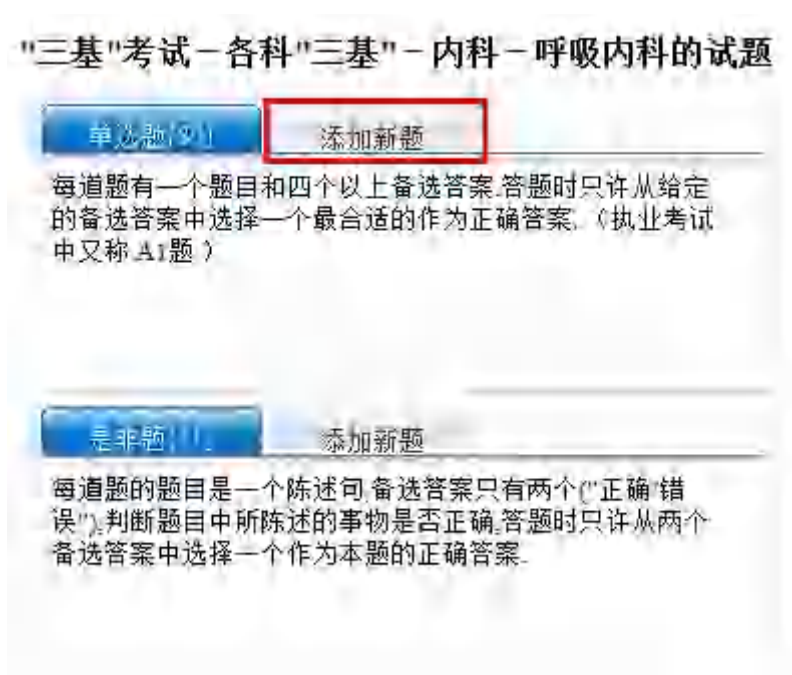 "三基"考试－各科"三基"－内科－呼吸内科的试题
单选题
添加新题
每道题有一个题目和四个以上备选答案.答题时只许从给定
的备选答案中选择一个最合适的作为正确答案.（执业考试
中又称 A1题 ）
是非题
添加新题
每道题的题目是一个陈述句,备选答案只有两个("正确"错
误"),判断题目中所陈述的事物是否正确,答题时只许从两个
备选答案中选择一个作为本题的正确答案.